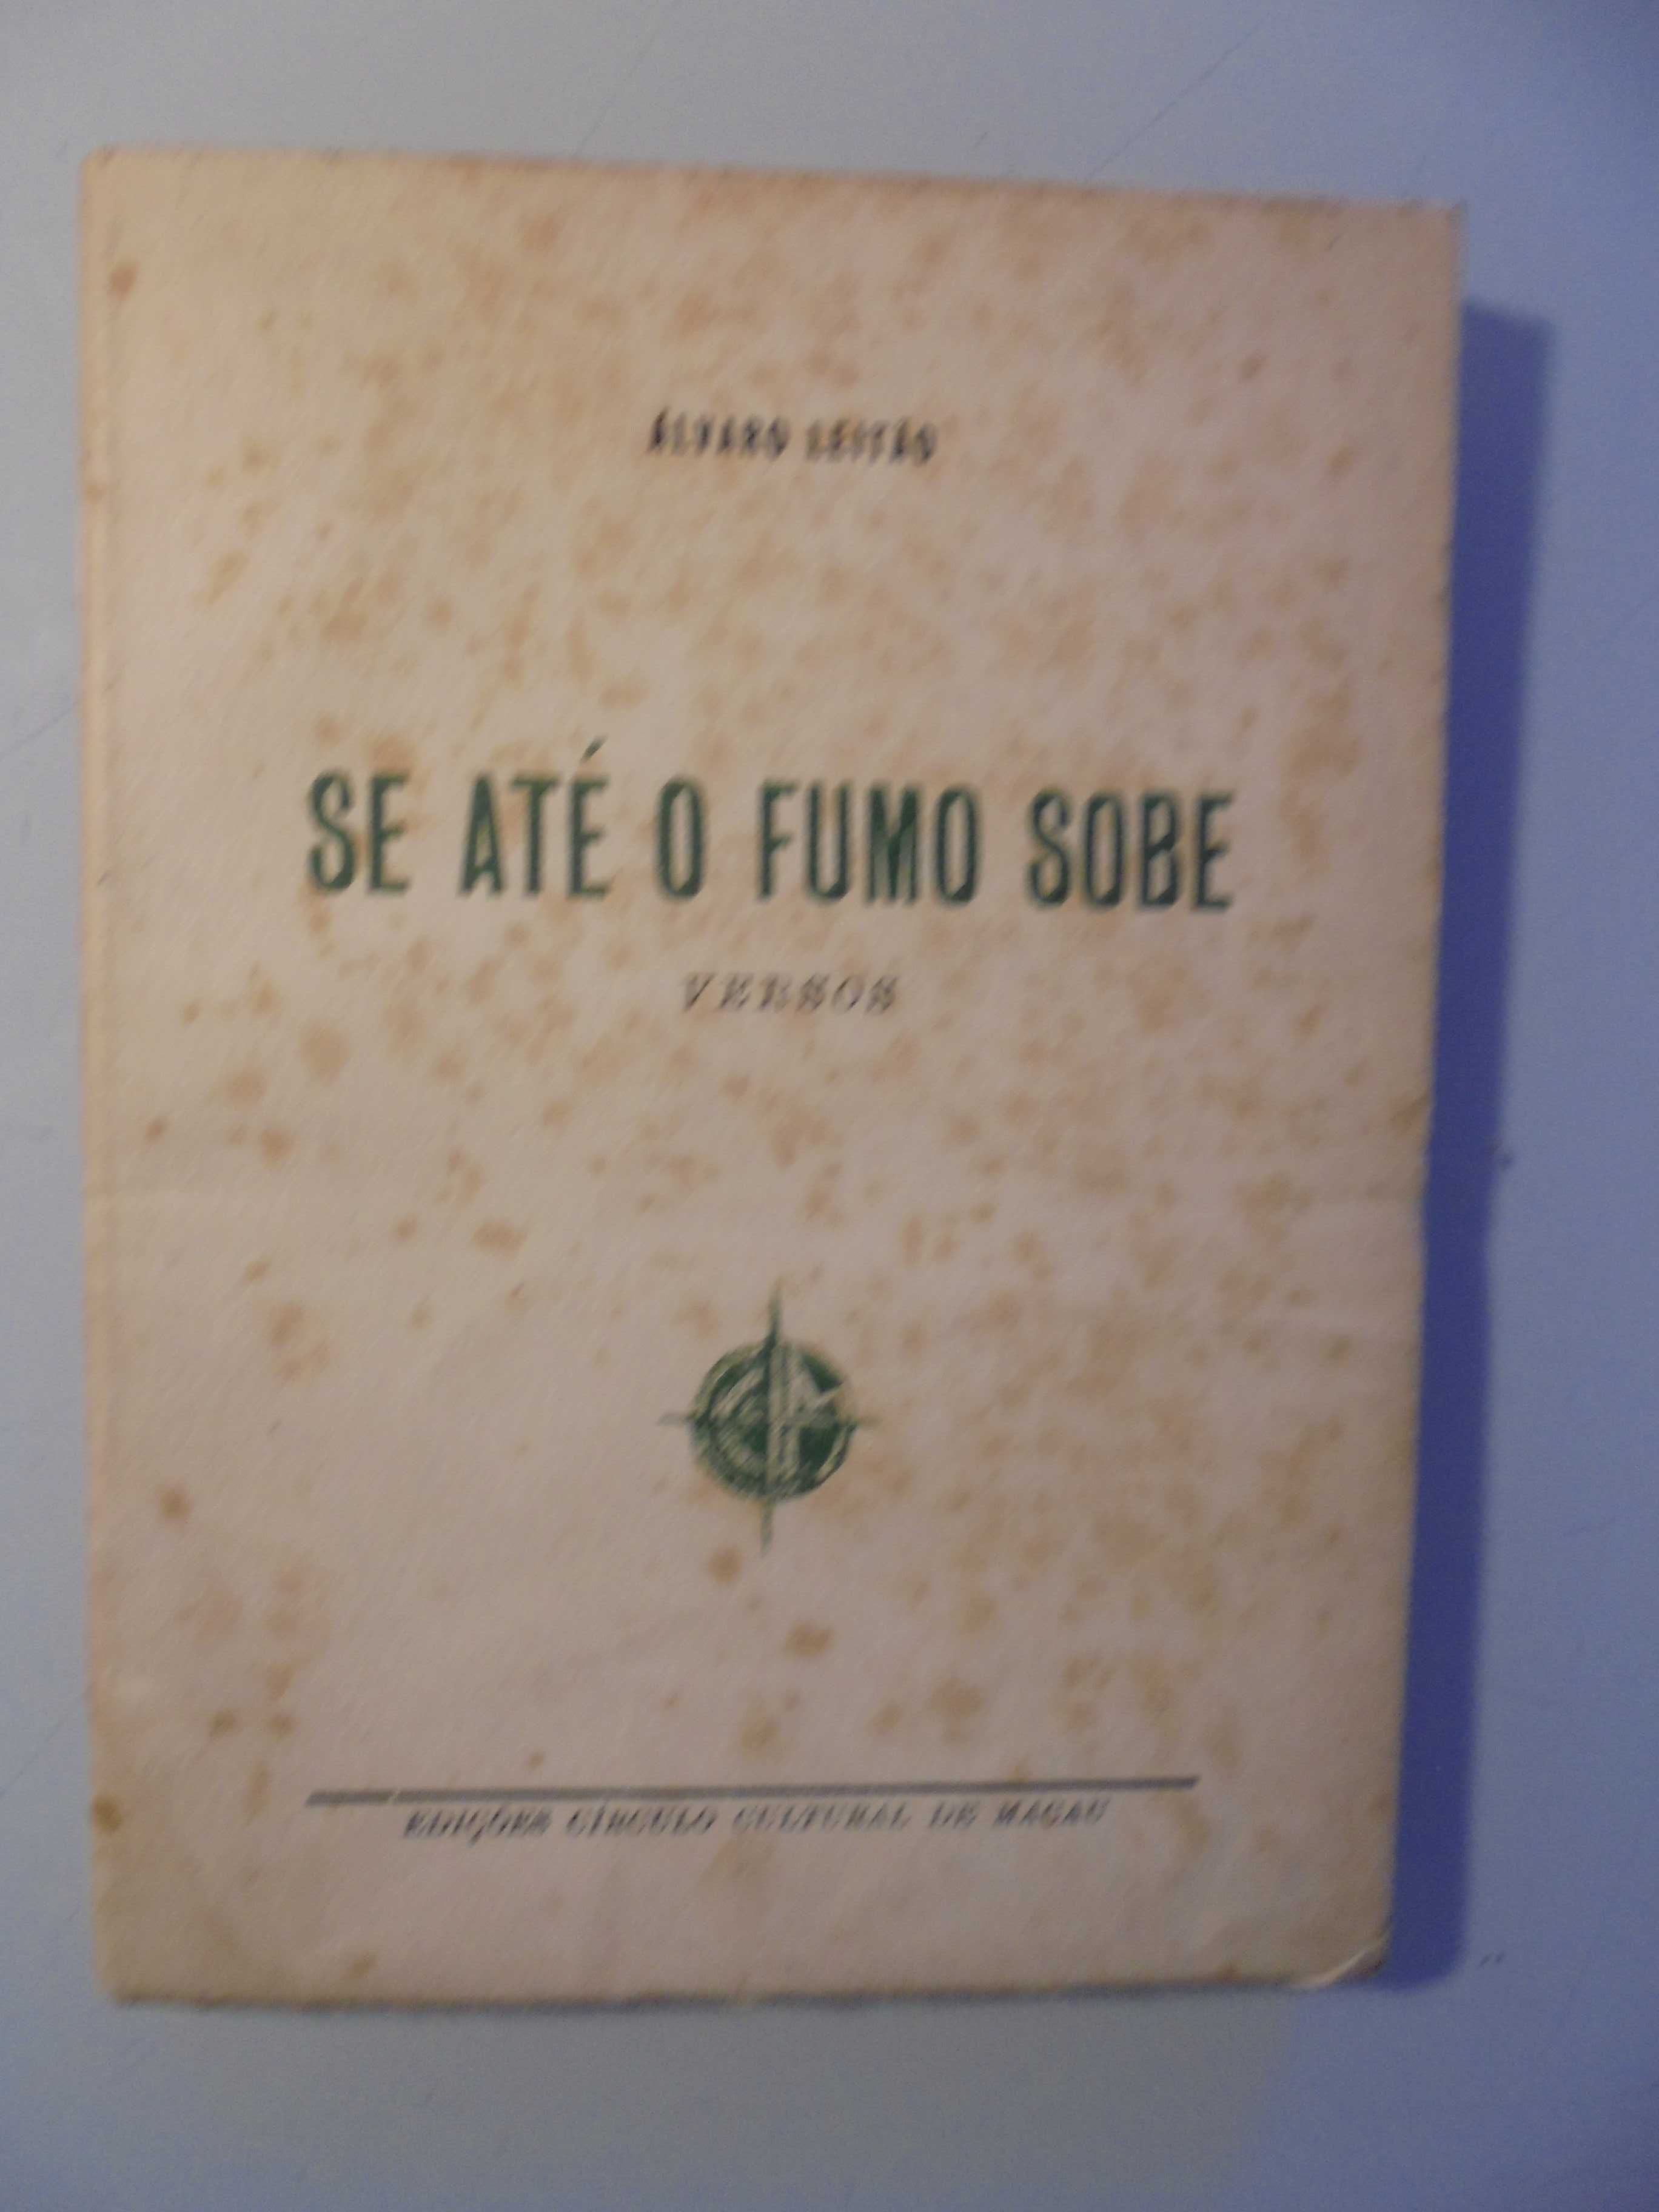 ÁLVARO LEITÃO
SE ATÉ O FUMO SOBE
VERSOS
EDIÇÕES CÍRCULO CULTURAL DE MACAU